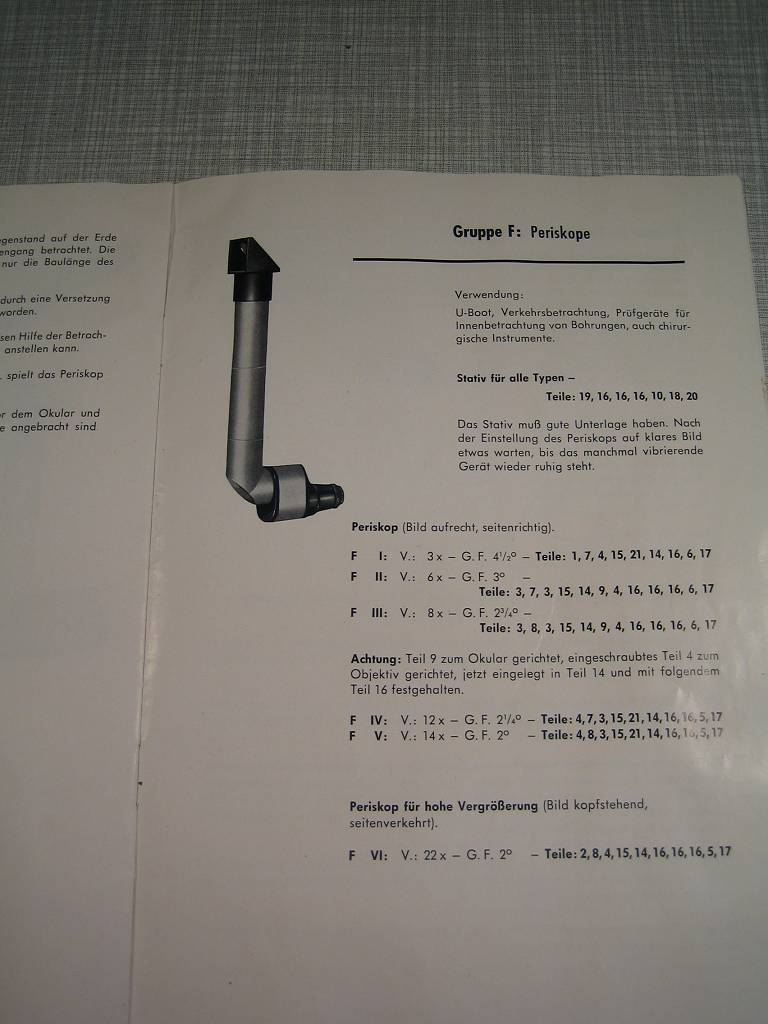 egenstand auf der Erde
engang betrachtet. Die
nur die Baulänge des
durch eine Versetzung
worden.
sen Hilfe der Betrach-
anstellen kann.
. spielt das Periskop
or dem Okular und
e angebracht sind
Gruppe F: Periskope
Verwendung:
U-Boot, Verkehrsbetrachtung, Prüfgeräte für
Innenbetrachtung von Bohrungen, auch chirur-
gische Instrumente.
Stativ für alle Typen –
Teile: 19, 16, 16, 16, 10, 18, 20
Das Stativ muß gute Unterlage haben. Nach
der Einstellung des Periskops auf klares Bild
etwas warten, bis das manchmal vibrierende
Gerät wieder ruhig steht.
Periskop (Bild aufrecht, seitenrichtig).
F I: V.: 3 x – G. F. 4¹/₂° – Teile: 1, 7, 4, 15, 21, 14, 16, 6, 17
F II: V.: 6 x – G. F. 3° –
Teile: 3, 7, 3, 15, 14, 9, 4, 16, 16, 16, 6, 17
F III: V.: 8 x – G. F. 2³/₄° –
Teile: 3, 8, 3, 15, 14, 9, 4, 16, 16, 16, 6, 17
Achtung: Teil 9 zum Okular gerichtet, eingeschraubtes Teil 4 zum
Objektiv gerichtet, jetzt eingelegt in Teil 14 und mit folgendem
Teil 16 festgehalten.
F IV: V.: 12 x – G. F. 2¹/₄° – Teile: 4, 7, 3, 15, 21, 14, 16, 16, 5, 17
F V: V.: 14 x – G. F. 2° – Teile: 4, 8, 3, 15, 21, 14, 16, 16, 5, 17
Periskop für hohe Vergrößerung (Bild kopfstehend,
seitenverkehrt).
F VI: V.: 22 x – G. F. 2° – Teile: 2, 8, 4, 15, 14, 16, 16, 16, 5, 17